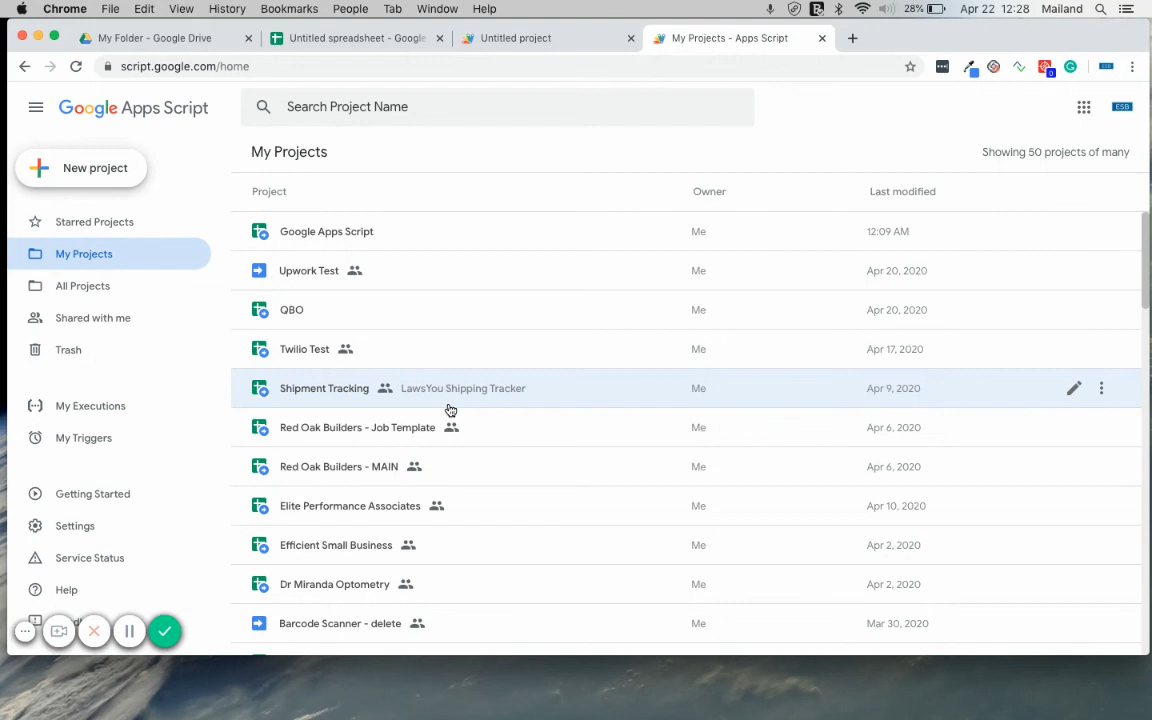 Chrome File Edit View History Bookmarks People Tab Window Help 28% Apr 22 12:28 Mailand
My Folder - Google Drive Untitled spreadsheet - Google Untitled project My Projects - Apps Script
script.google.com/home
0
Google Apps Script Search Project Name ESB
My Projects Showing 50 projects of many
New project
Project Owner Last modified
Starred Projects
Google Apps Script Me 12:09 AM
My Projects
Upwork Test Me Apr 20, 2020
All Projects
QBO Me Apr 20, 2020
Shared with me
Twilio Test Me Apr 17, 2020
Trash
Shipment Tracking LawsYou Shipping Tracker Me Apr 9, 2020
My Executions
Red Oak Builders - Job Template Me Apr 6, 2020
My Triggers
Red Oak Builders - MAIN Me Apr 6, 2020
Getting Started
Elite Performance Associates Me Apr 10, 2020
Settings
Efficient Small Business Me Apr 2, 2020
Service Status
Dr Miranda Optometry Me Apr 2, 2020
Help
Barcode Scanner - delete Me Mar 30, 2020